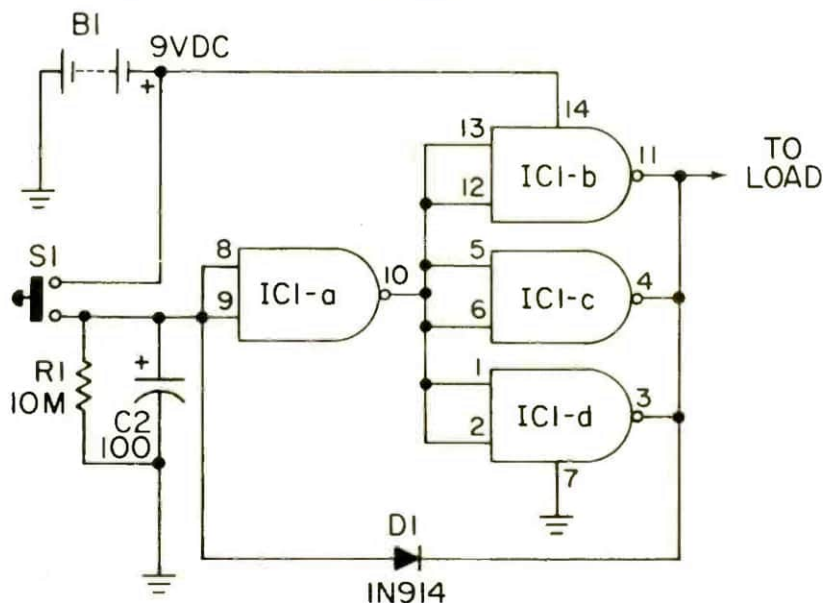 B1
9VDC
+
14
13
12
IC1-b
11
TO
LOAD
S1
8
9
IC1-a
10
5
6
IC1-c
4
R1
10M
+
C2
100
1
2
IC1-d
3
7
D1
1N914